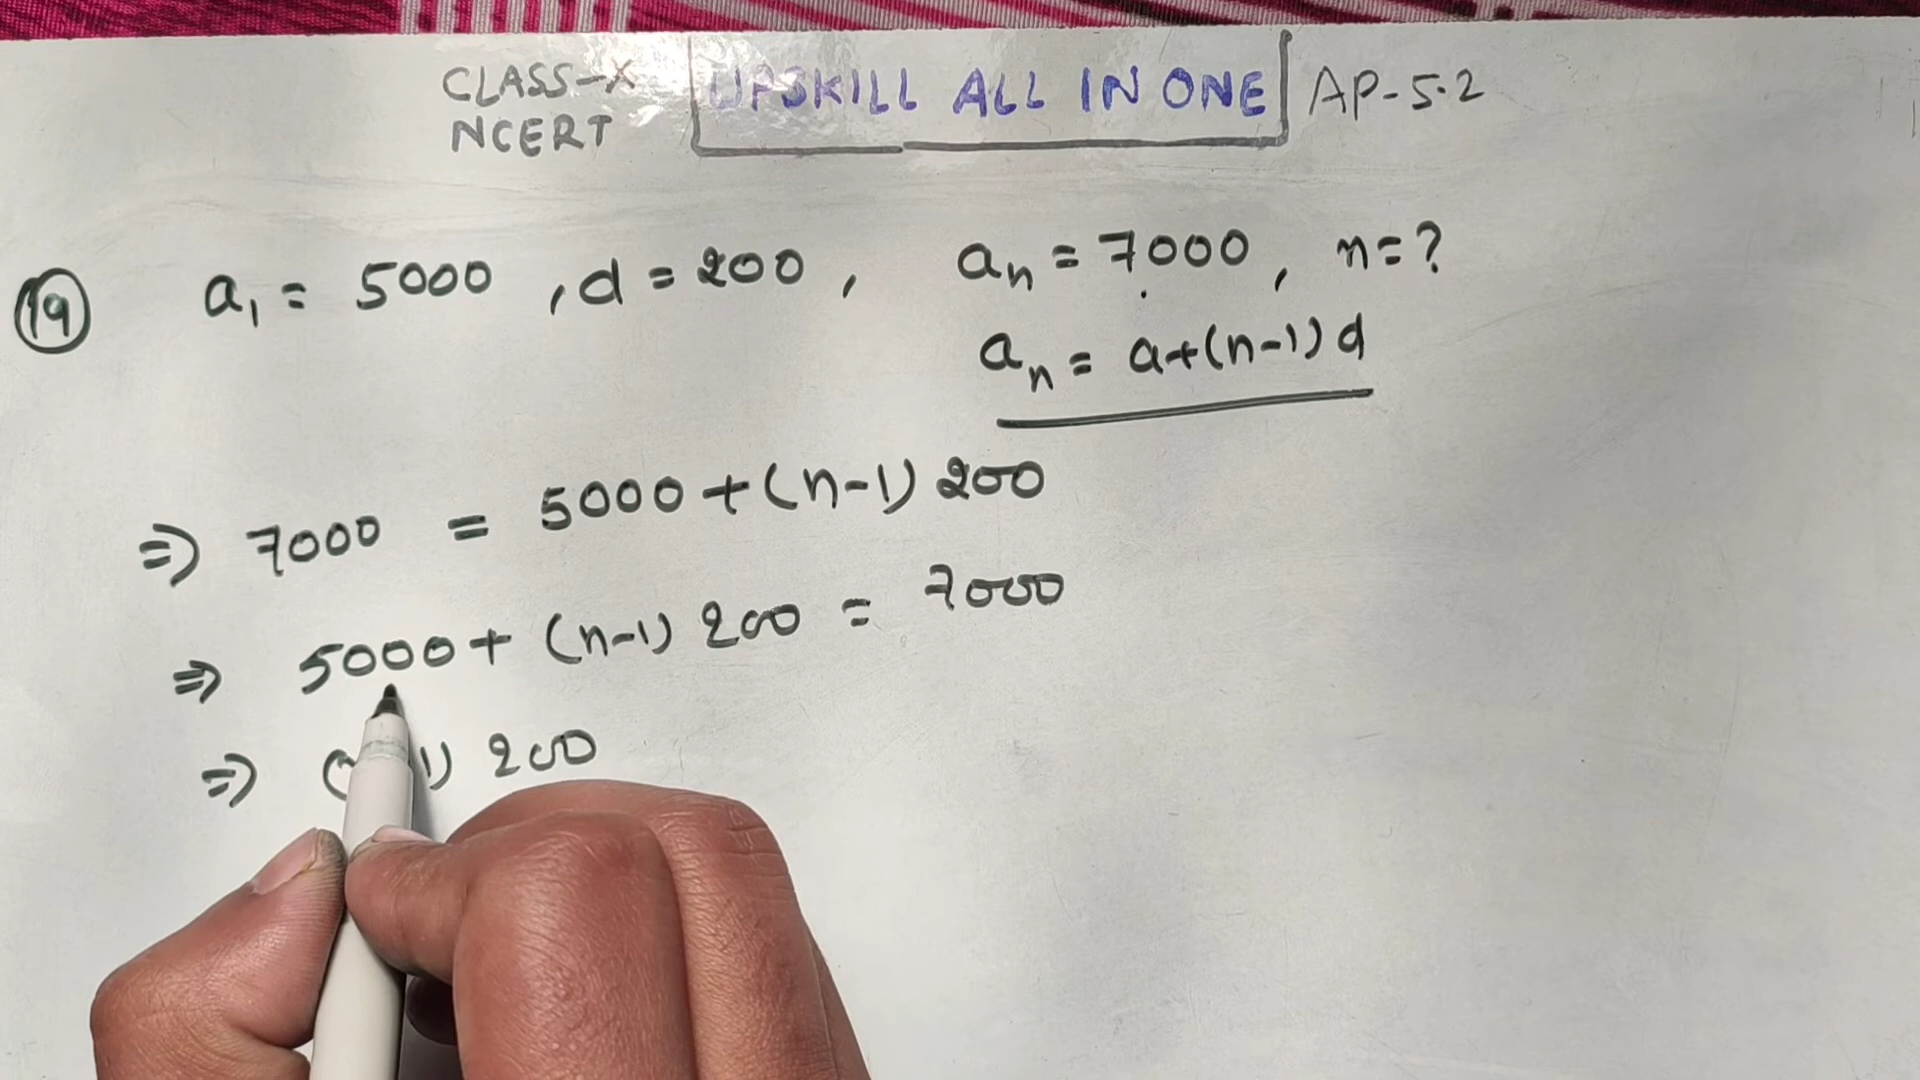 CLASS-X UPSKILL ALL IN ONE AP-5.2
NCERT
19 a₁ = 5000 , d = 200 , aₙ = 7000 , n = ?
aₙ = a+(n-1)d
⇒ 7000 = 5000+(n-1) 200
⇒ 5000+ (n-1) 200 = 7000
⇒ ( 1) 200